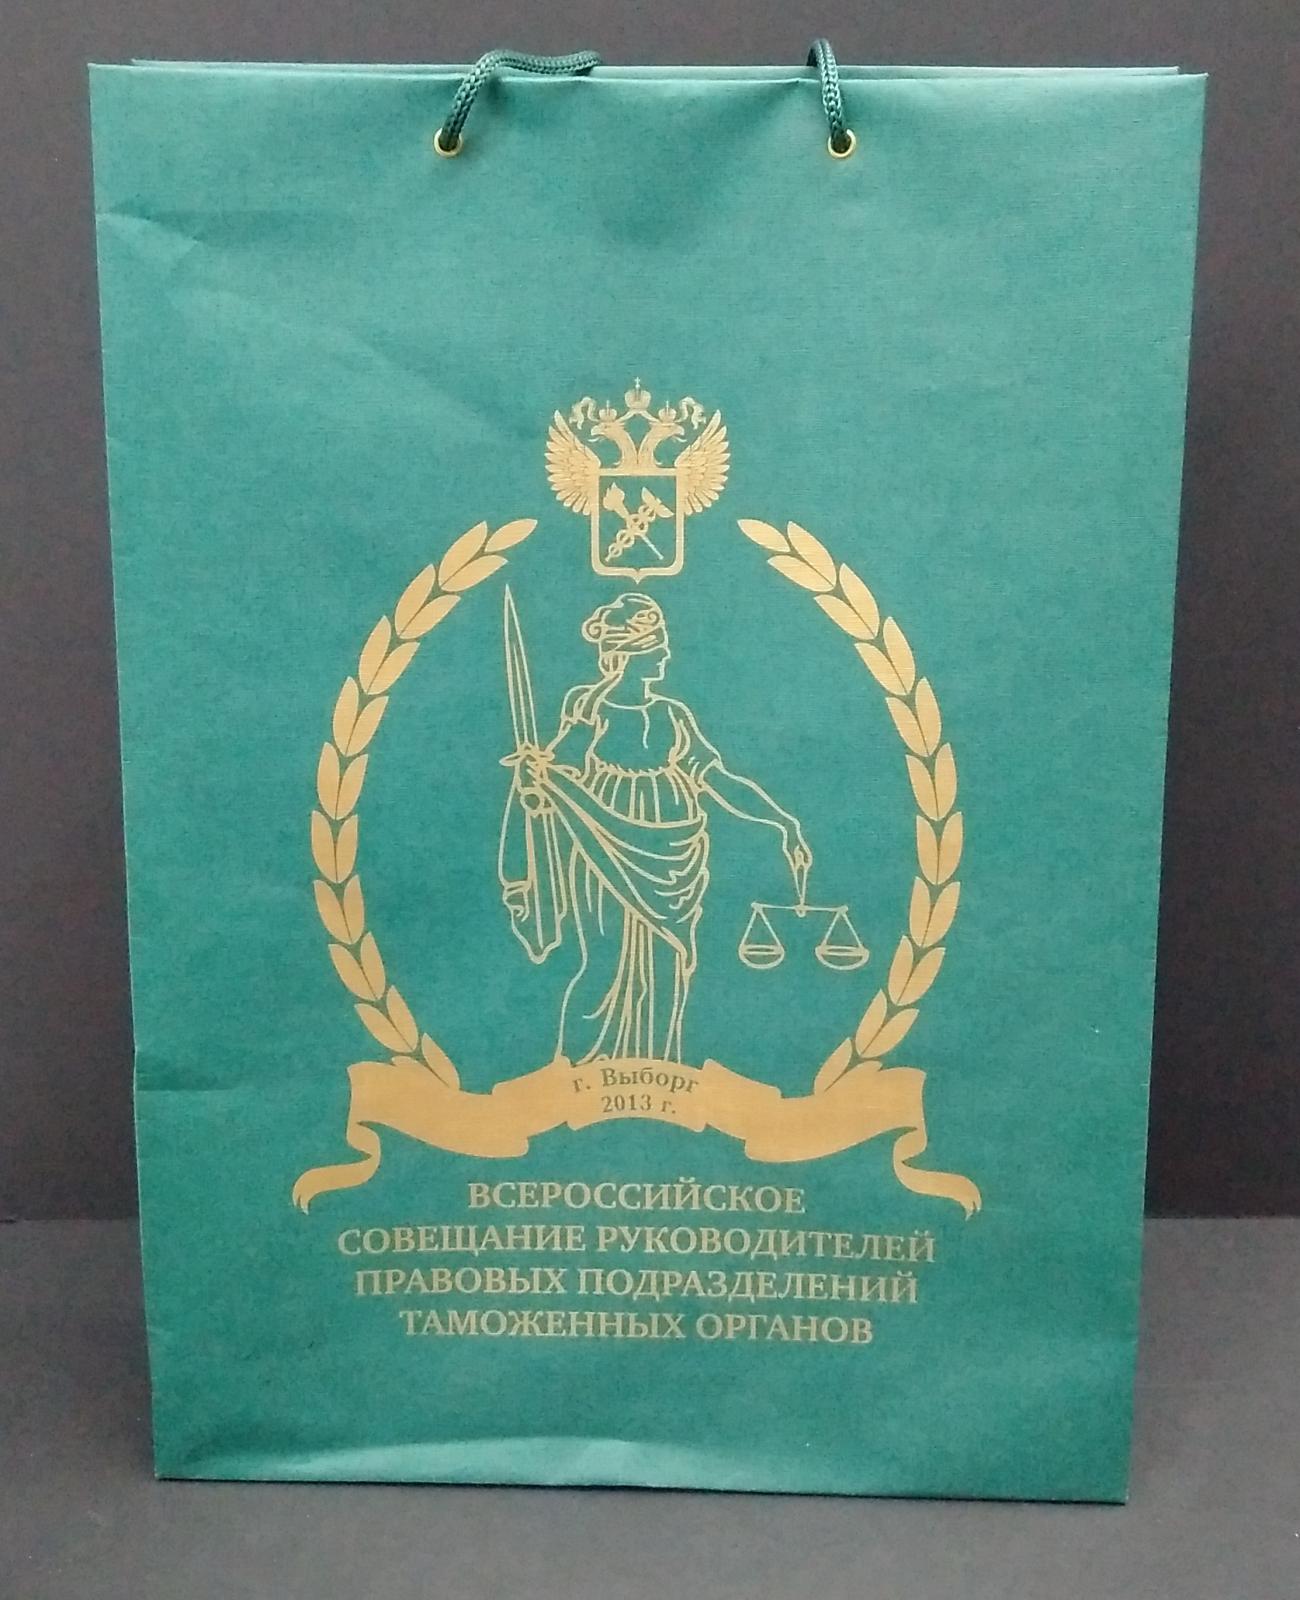 г. Выборг
2013 г.
ВСЕРОССИЙСКОЕ
СОВЕЩАНИЕ РУКОВОДИТЕЛЕЙ
ПРАВОВЫХ ПОДРАЗДЕЛЕНИЙ
ТАМОЖЕННЫХ ОРГАНОВ